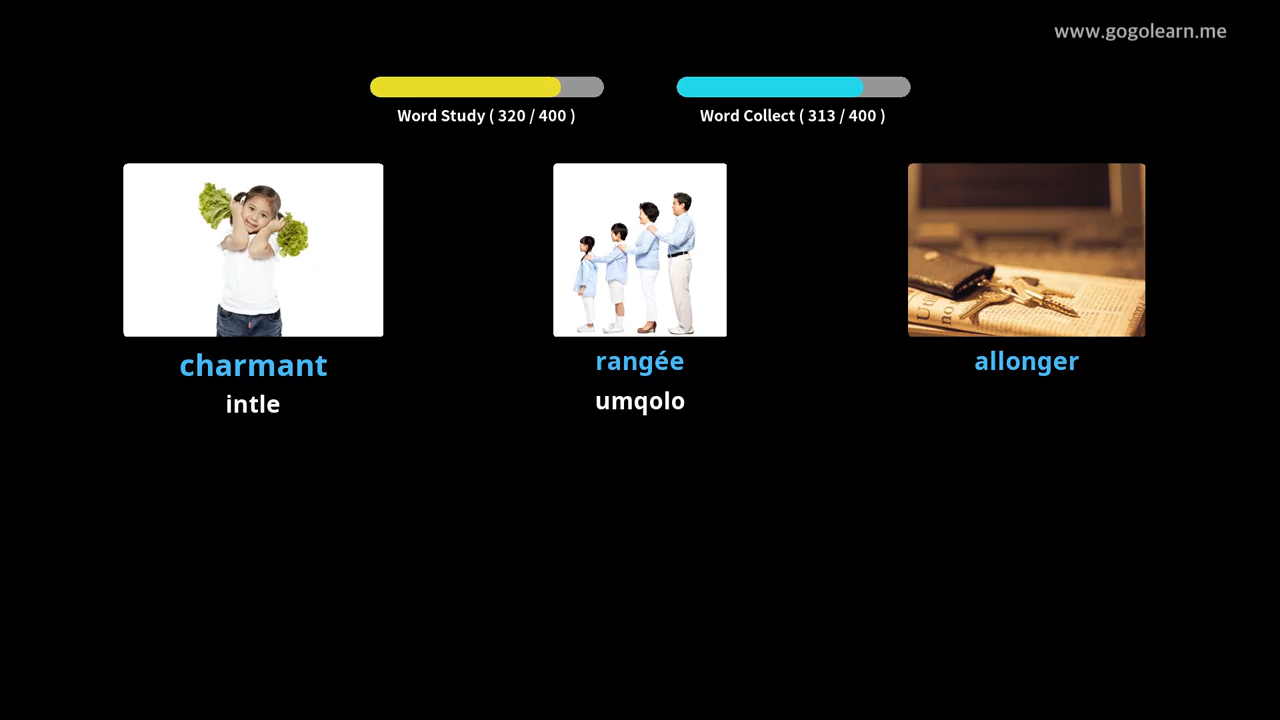 www.gogolearn.me
Word Study ( 320 / 400 )
Word Collect ( 313 / 400 )
charmant
intle
rangée
umqolo
allonger